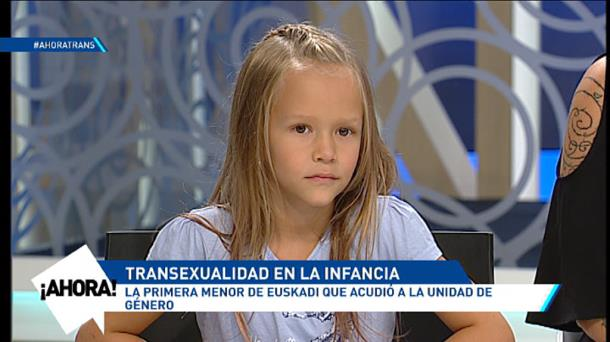 #AHORATRANS
TRANSEXUALIDAD EN LA INFANCIA
¡AHORA!
LA PRIMERA MENOR DE EUSKADI QUE ACUDIÓ A LA UNIDAD DE
GÉNERO